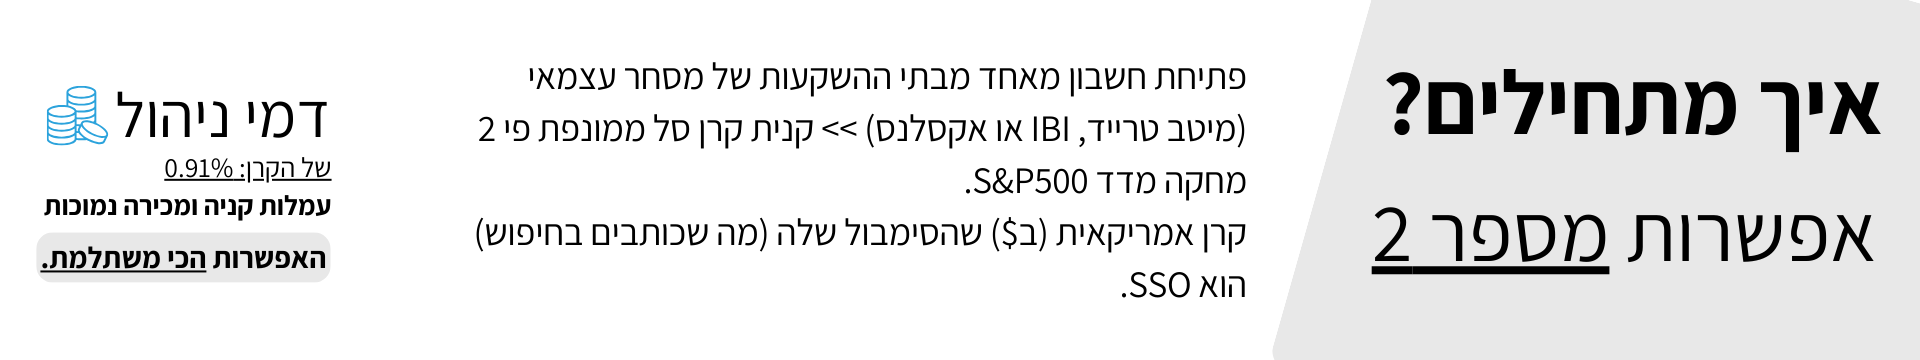 איך מתחילים?
אפשרות מספר 2
פתיחת חשבון מאחד מבתי ההשקעות של מסחר עצמאי
(מיטב טרייד, IBI או אקסלנס) >> קנית קרן סל ממונפת פי 2
מחקה מדד S&P500.
קרן אמריקאית (ב$) שהסימבול שלה (מה שכותבים בחיפוש)
הוא SSO.
דמי ניהול
של הקרן: 0.91%
עמלות קניה ומכירה נמוכות
האפשרות הכי משתלמת.